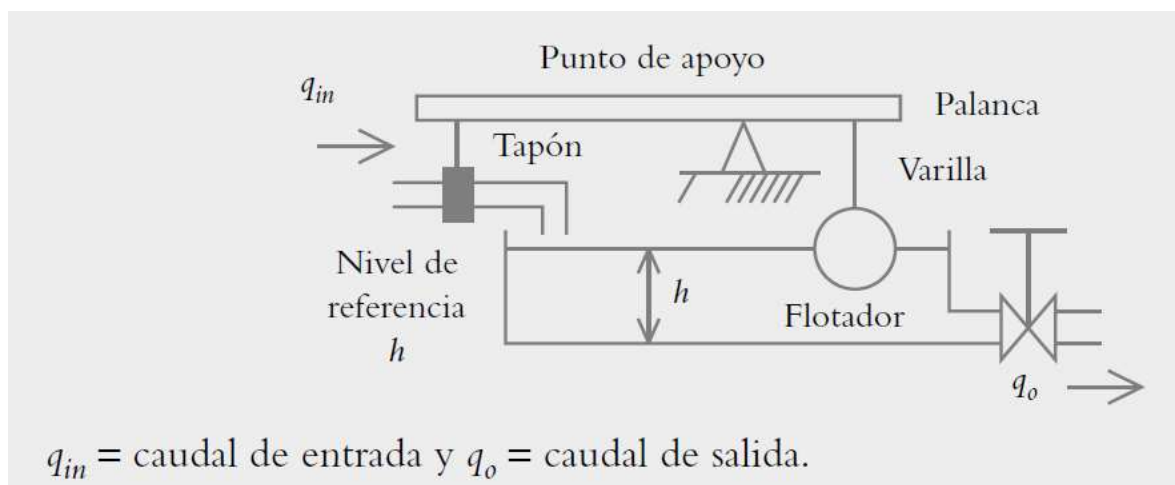 Punto de apoyo
q_in
Palanca
Tapón
Varilla
Nivel de
referencia
h
h
Flotador
q_o
q_in = caudal de entrada y q_o = caudal de salida.